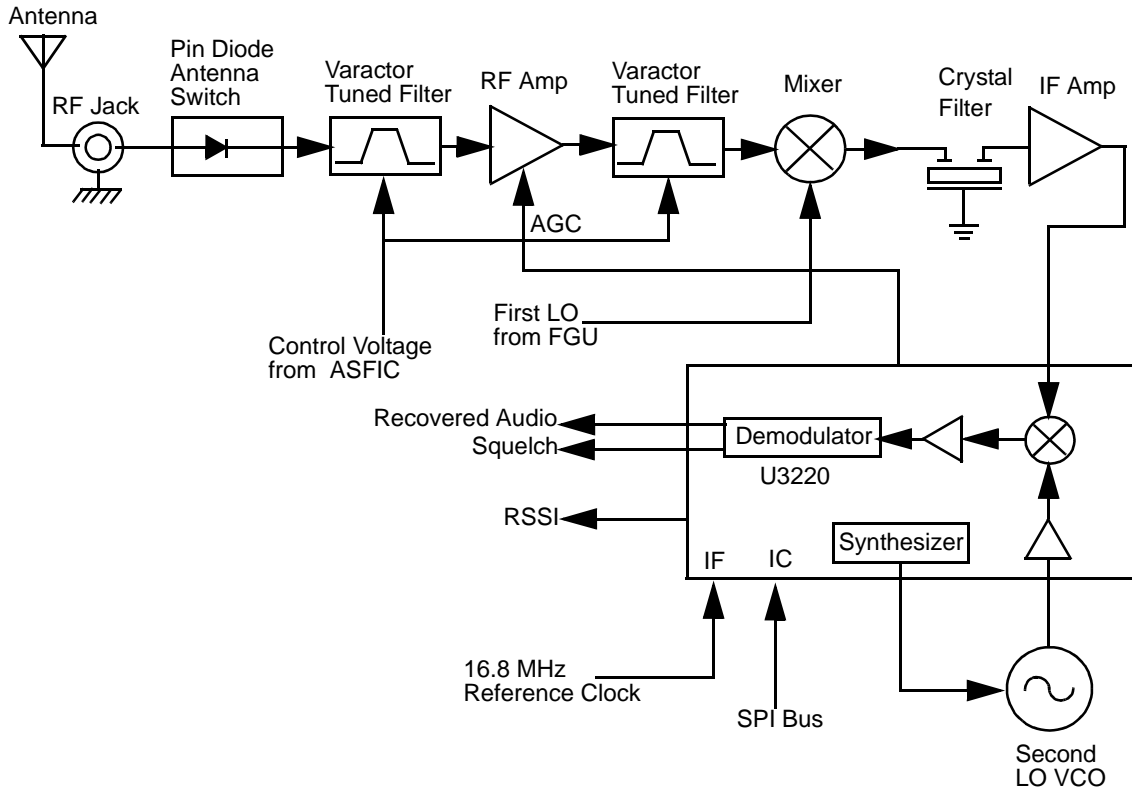 Antenna
RF Jack
Pin Diode
Antenna
Switch
Varactor
Tuned Filter
RF Amp
Varactor
Tuned Filter
Mixer
Crystal
Filter
IF Amp
AGC
First LO
from FGU
Control Voltage
from ASFIC
Recovered Audio
Squelch
Demodulator
U3220
RSSI
Synthesizer
IF IC
16.8 MHz
Reference Clock
SPI Bus
Second
LO VCO